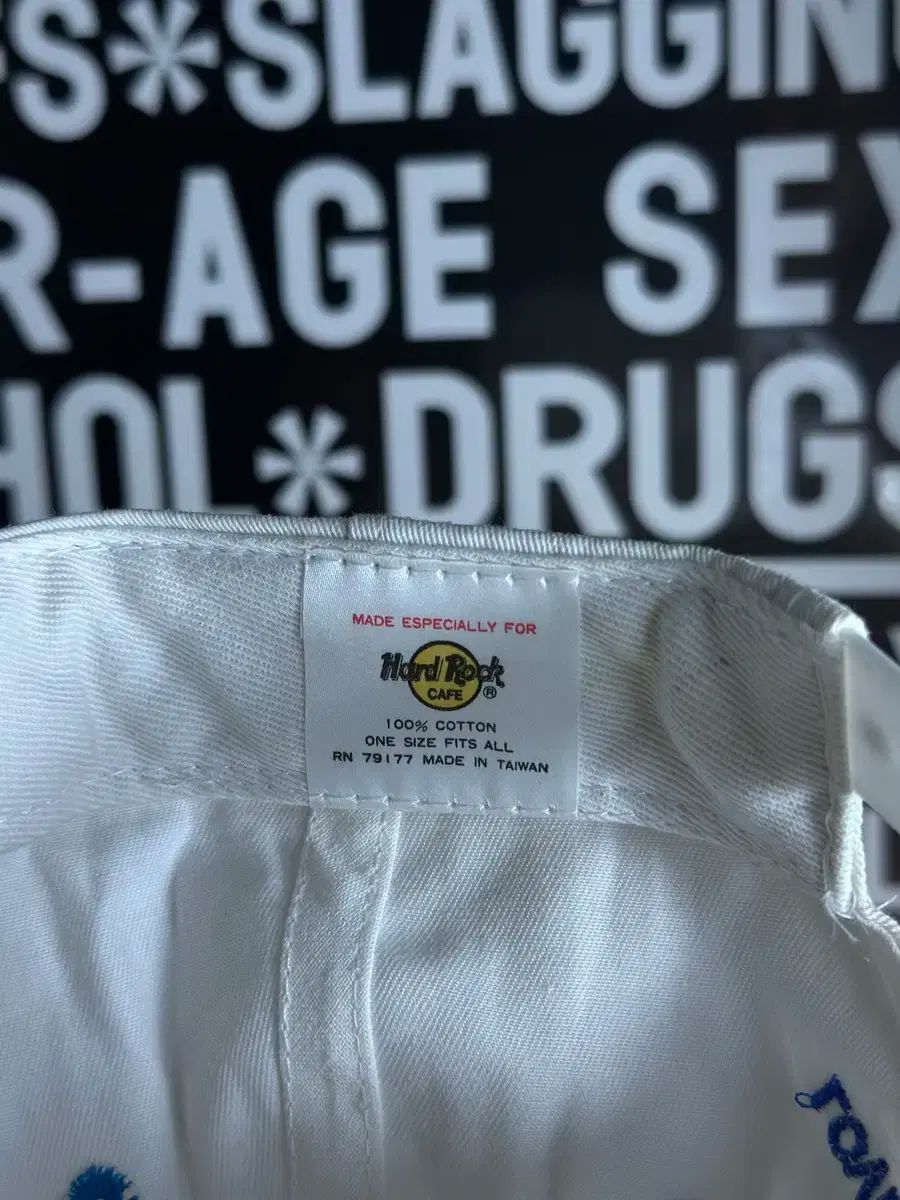 S*SLAGGIN
R-AGE SEX
HOL*DRUGS
MADE ESPECIALLY FOR
Hard Rock
CAFE ®
100% COTTON
ONE SIZE FITS ALL
RN 79177 MADE IN TAIWAN